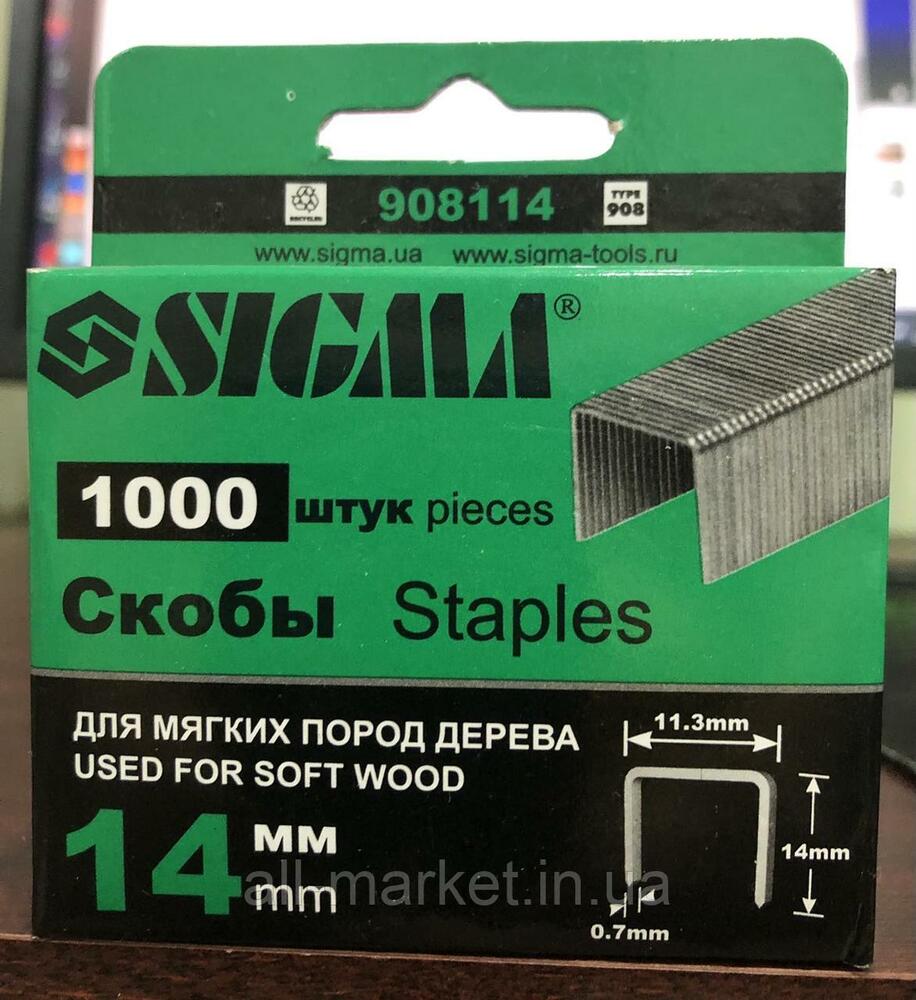 RECYCLED
908114
TYPE
908
www.sigma.ua www.sigma-tools.ru
SIGMA®
1000 штук pieces
Скобы Staples
ДЛЯ МЯГКИХ ПОРОД ДЕРЕВА
USED FOR SOFT WOOD
14 мм
mm
11.3mm
14mm
0.7mm
all-market.in.ua